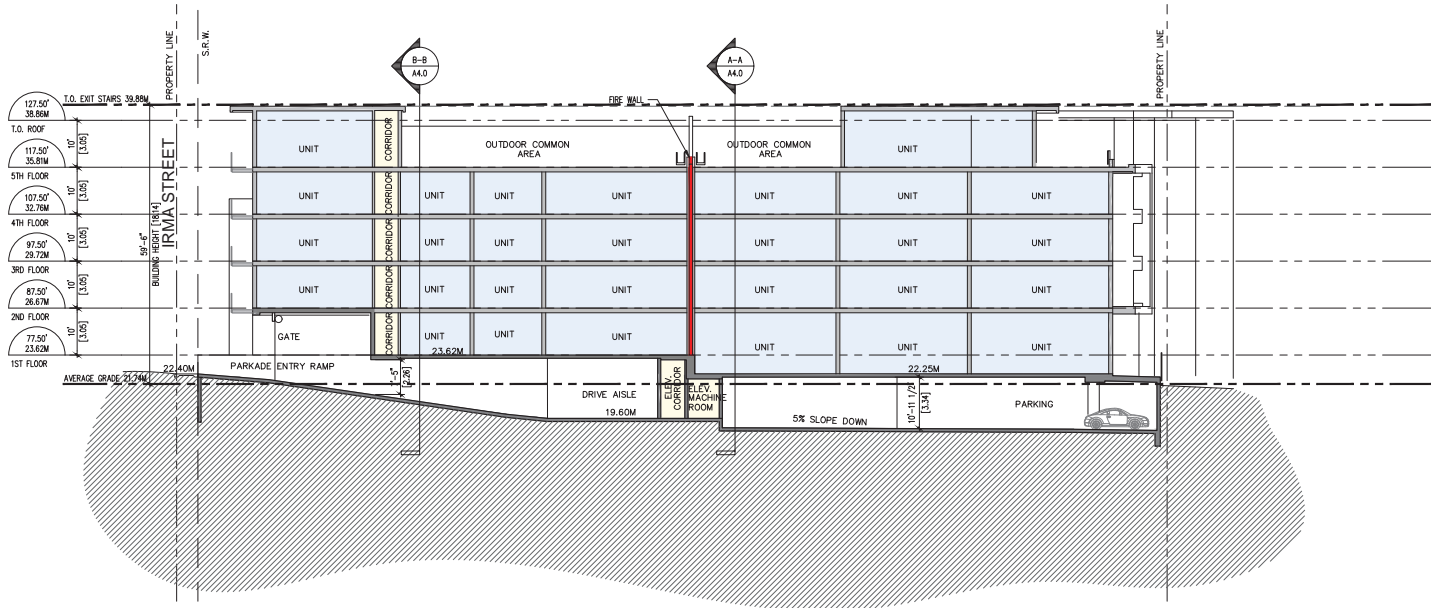 PROPERTY LINE
S.R.W.
B-B
A4.0
A-A
A4.0
PROPERTY LINE
127.50'
38.86M
T.O. ROOF
T.O. EXIT STAIRS 39.88M
FIRE WALL
10'
[3.05]
117.50'
35.81M
5TH FLOOR
10'
[3.05]
107.50'
32.76M
4TH FLOOR
10'
[3.05]
97.50'
29.72M
3RD FLOOR
10'
[3.05]
87.50'
26.67M
2ND FLOOR
10'
[3.05]
77.50'
23.62M
1ST FLOOR
AVERAGE GRADE 21.74M
59'-6"
BUILDING HEIGHT [18.14]
IRMA STREET
UNIT
CORRIDOR
OUTDOOR COMMON
AREA
OUTDOOR COMMON
AREA
UNIT
UNIT
CORRIDOR
UNIT
UNIT
UNIT
UNIT
UNIT
UNIT
UNIT
CORRIDOR
UNIT
UNIT
UNIT
UNIT
UNIT
UNIT
UNIT
CORRIDOR
UNIT
UNIT
UNIT
UNIT
UNIT
UNIT
GATE
CORRIDOR
UNIT
UNIT
UNIT
UNIT
UNIT
UNIT
23.62M
22.40M
PARKADE ENTRY RAMP
[2.26]
22.25M
DRIVE AISLE
19.60M
ELEV.
CORRIDOR
ELEV.
MACHINE
ROOM
5% SLOPE DOWN
10'-11 1/2"
[3.34]
PARKING